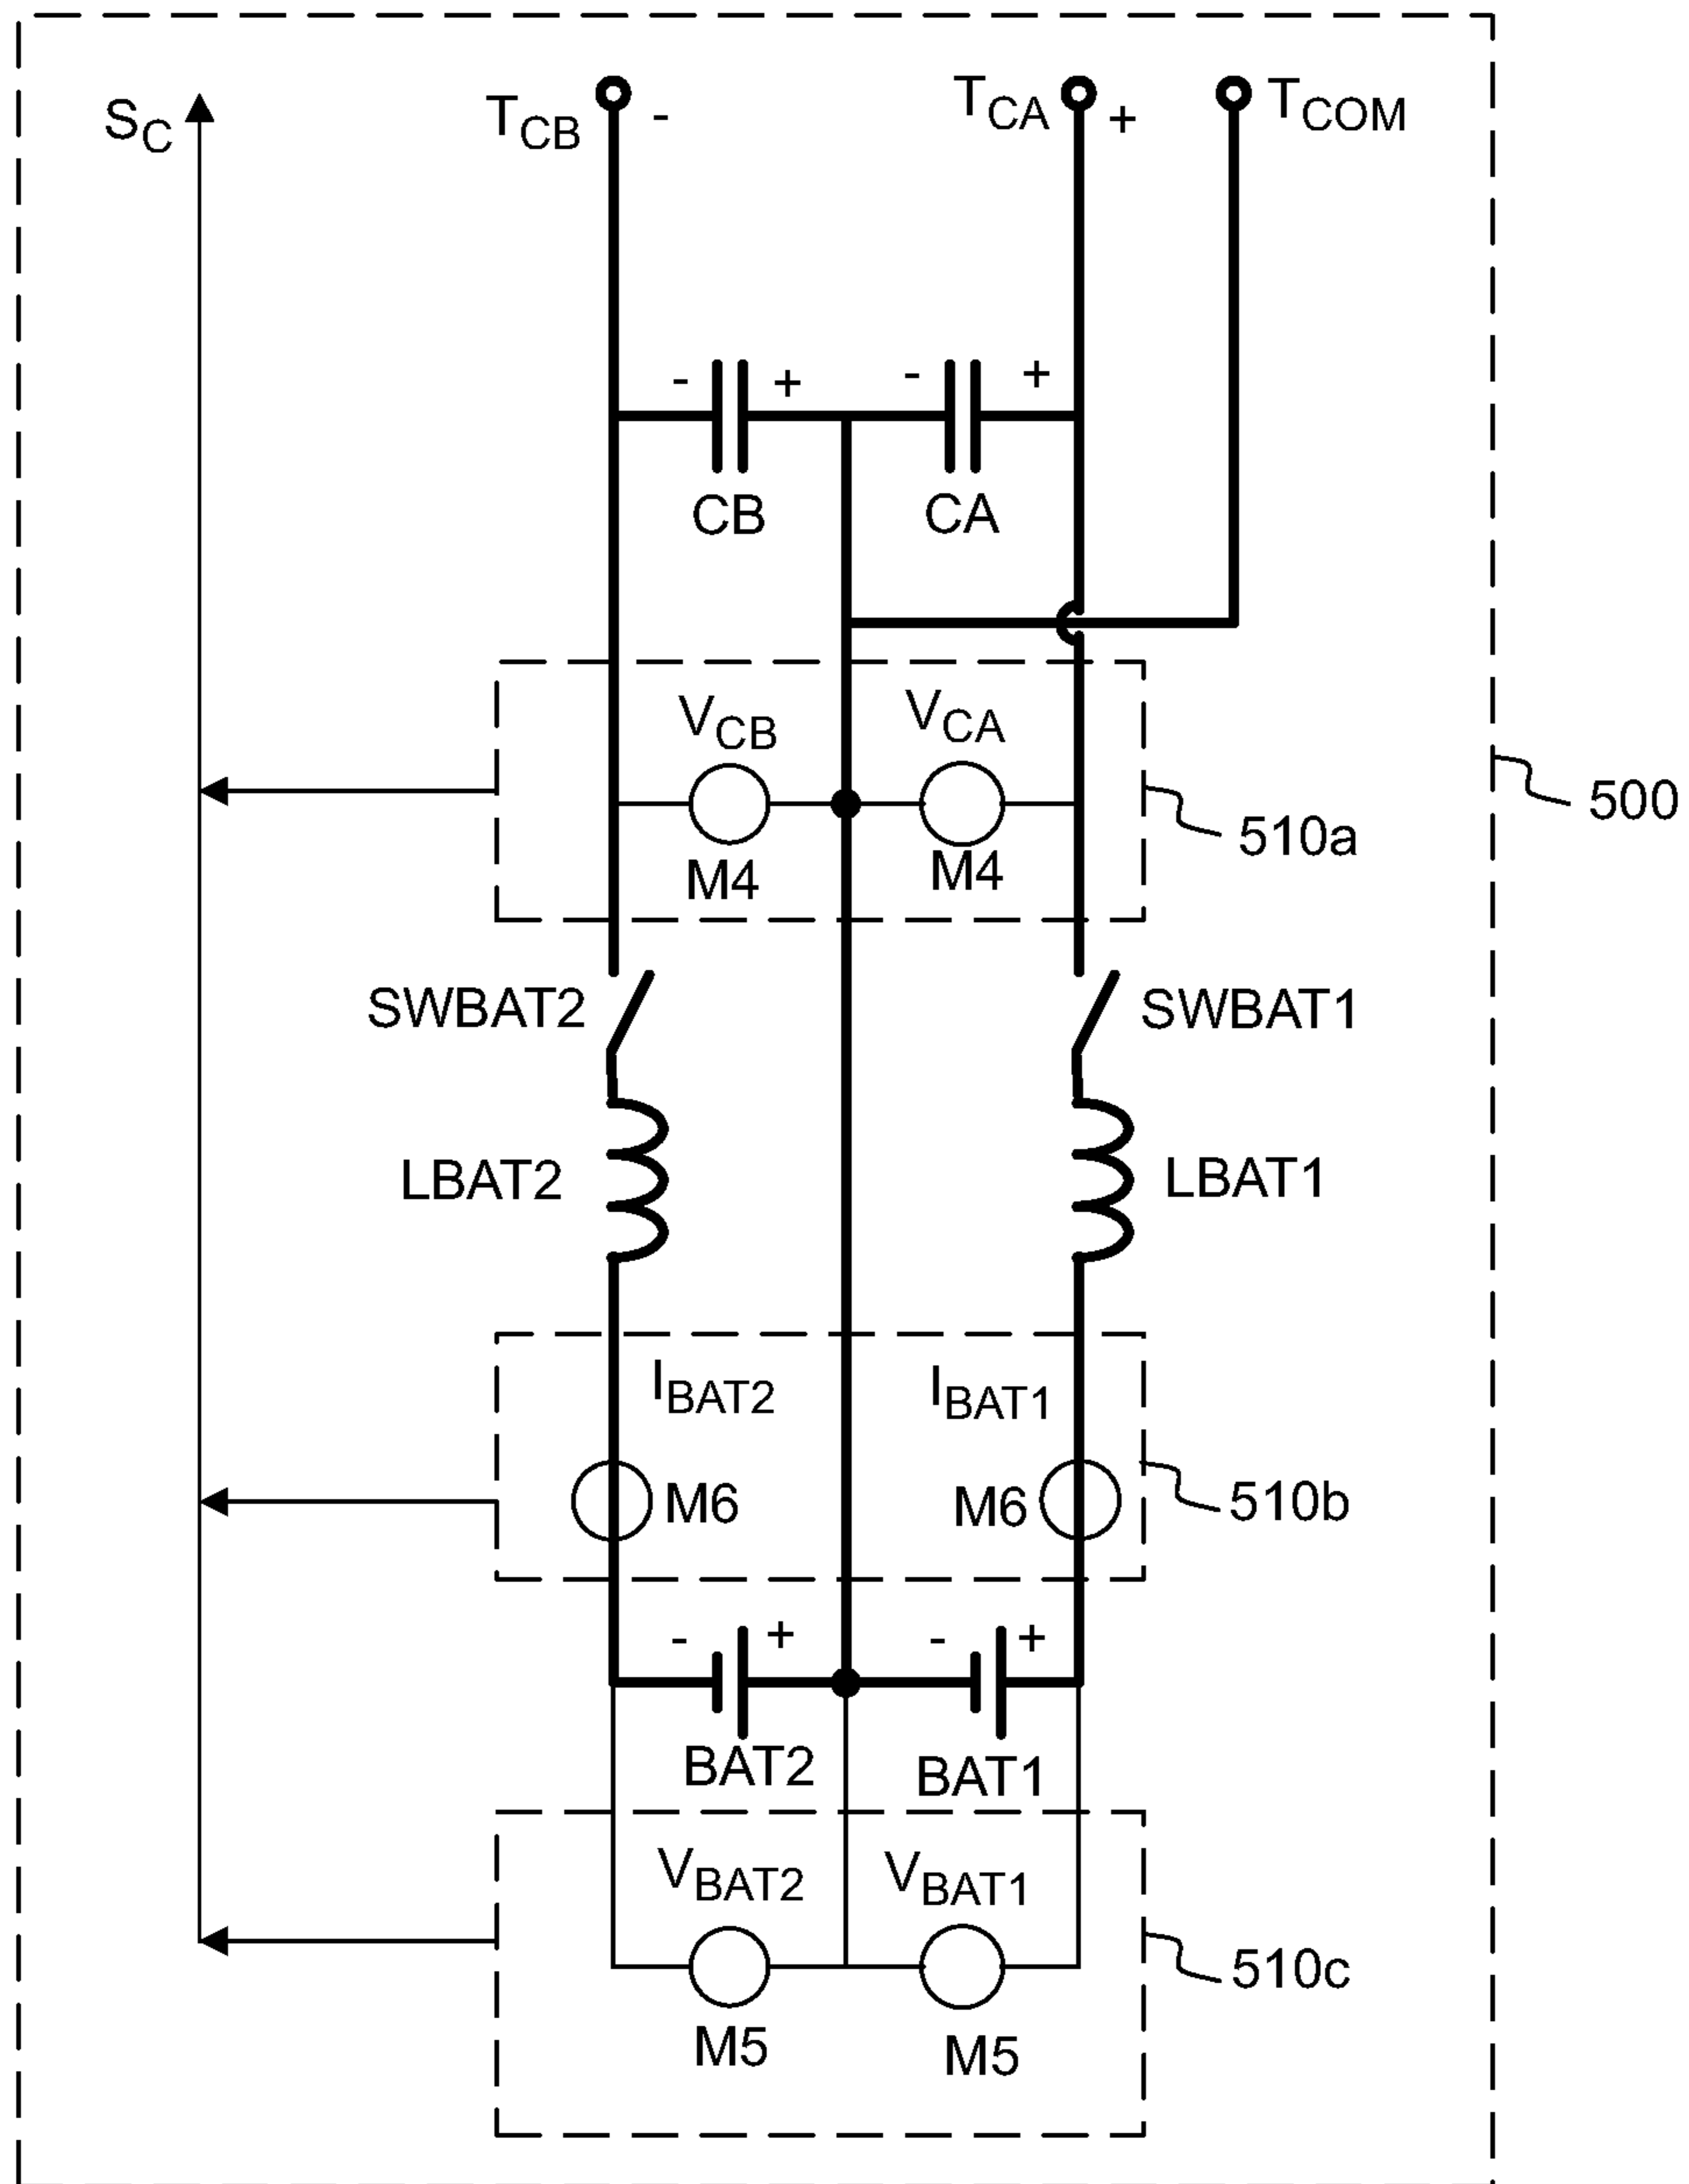 SC
TCB
-
TCA
+
TCOM
-
+
-
+
CB
CA
VCB
VCA
M4
M4
510a
500
SWBAT2
SWBAT1
LBAT2
LBAT1
IBAT2
IBAT1
M6
M6
510b
-
+
-
+
BAT2
BAT1
VBAT2
VBAT1
M5
M5
510c